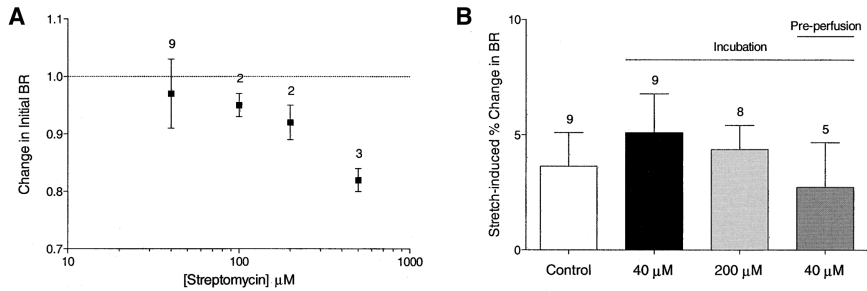 A
9
2
2
3
1.1
1.0
0.9
0.8
0.7
Change in Initial BR
10
100
1000
[Streptomycin] μM
B
Pre-perfusion
Incubation
9
9
8
5
10
5
0
Stretch-induced % Change in BR
Control
40 μM
200 μM
40 μM